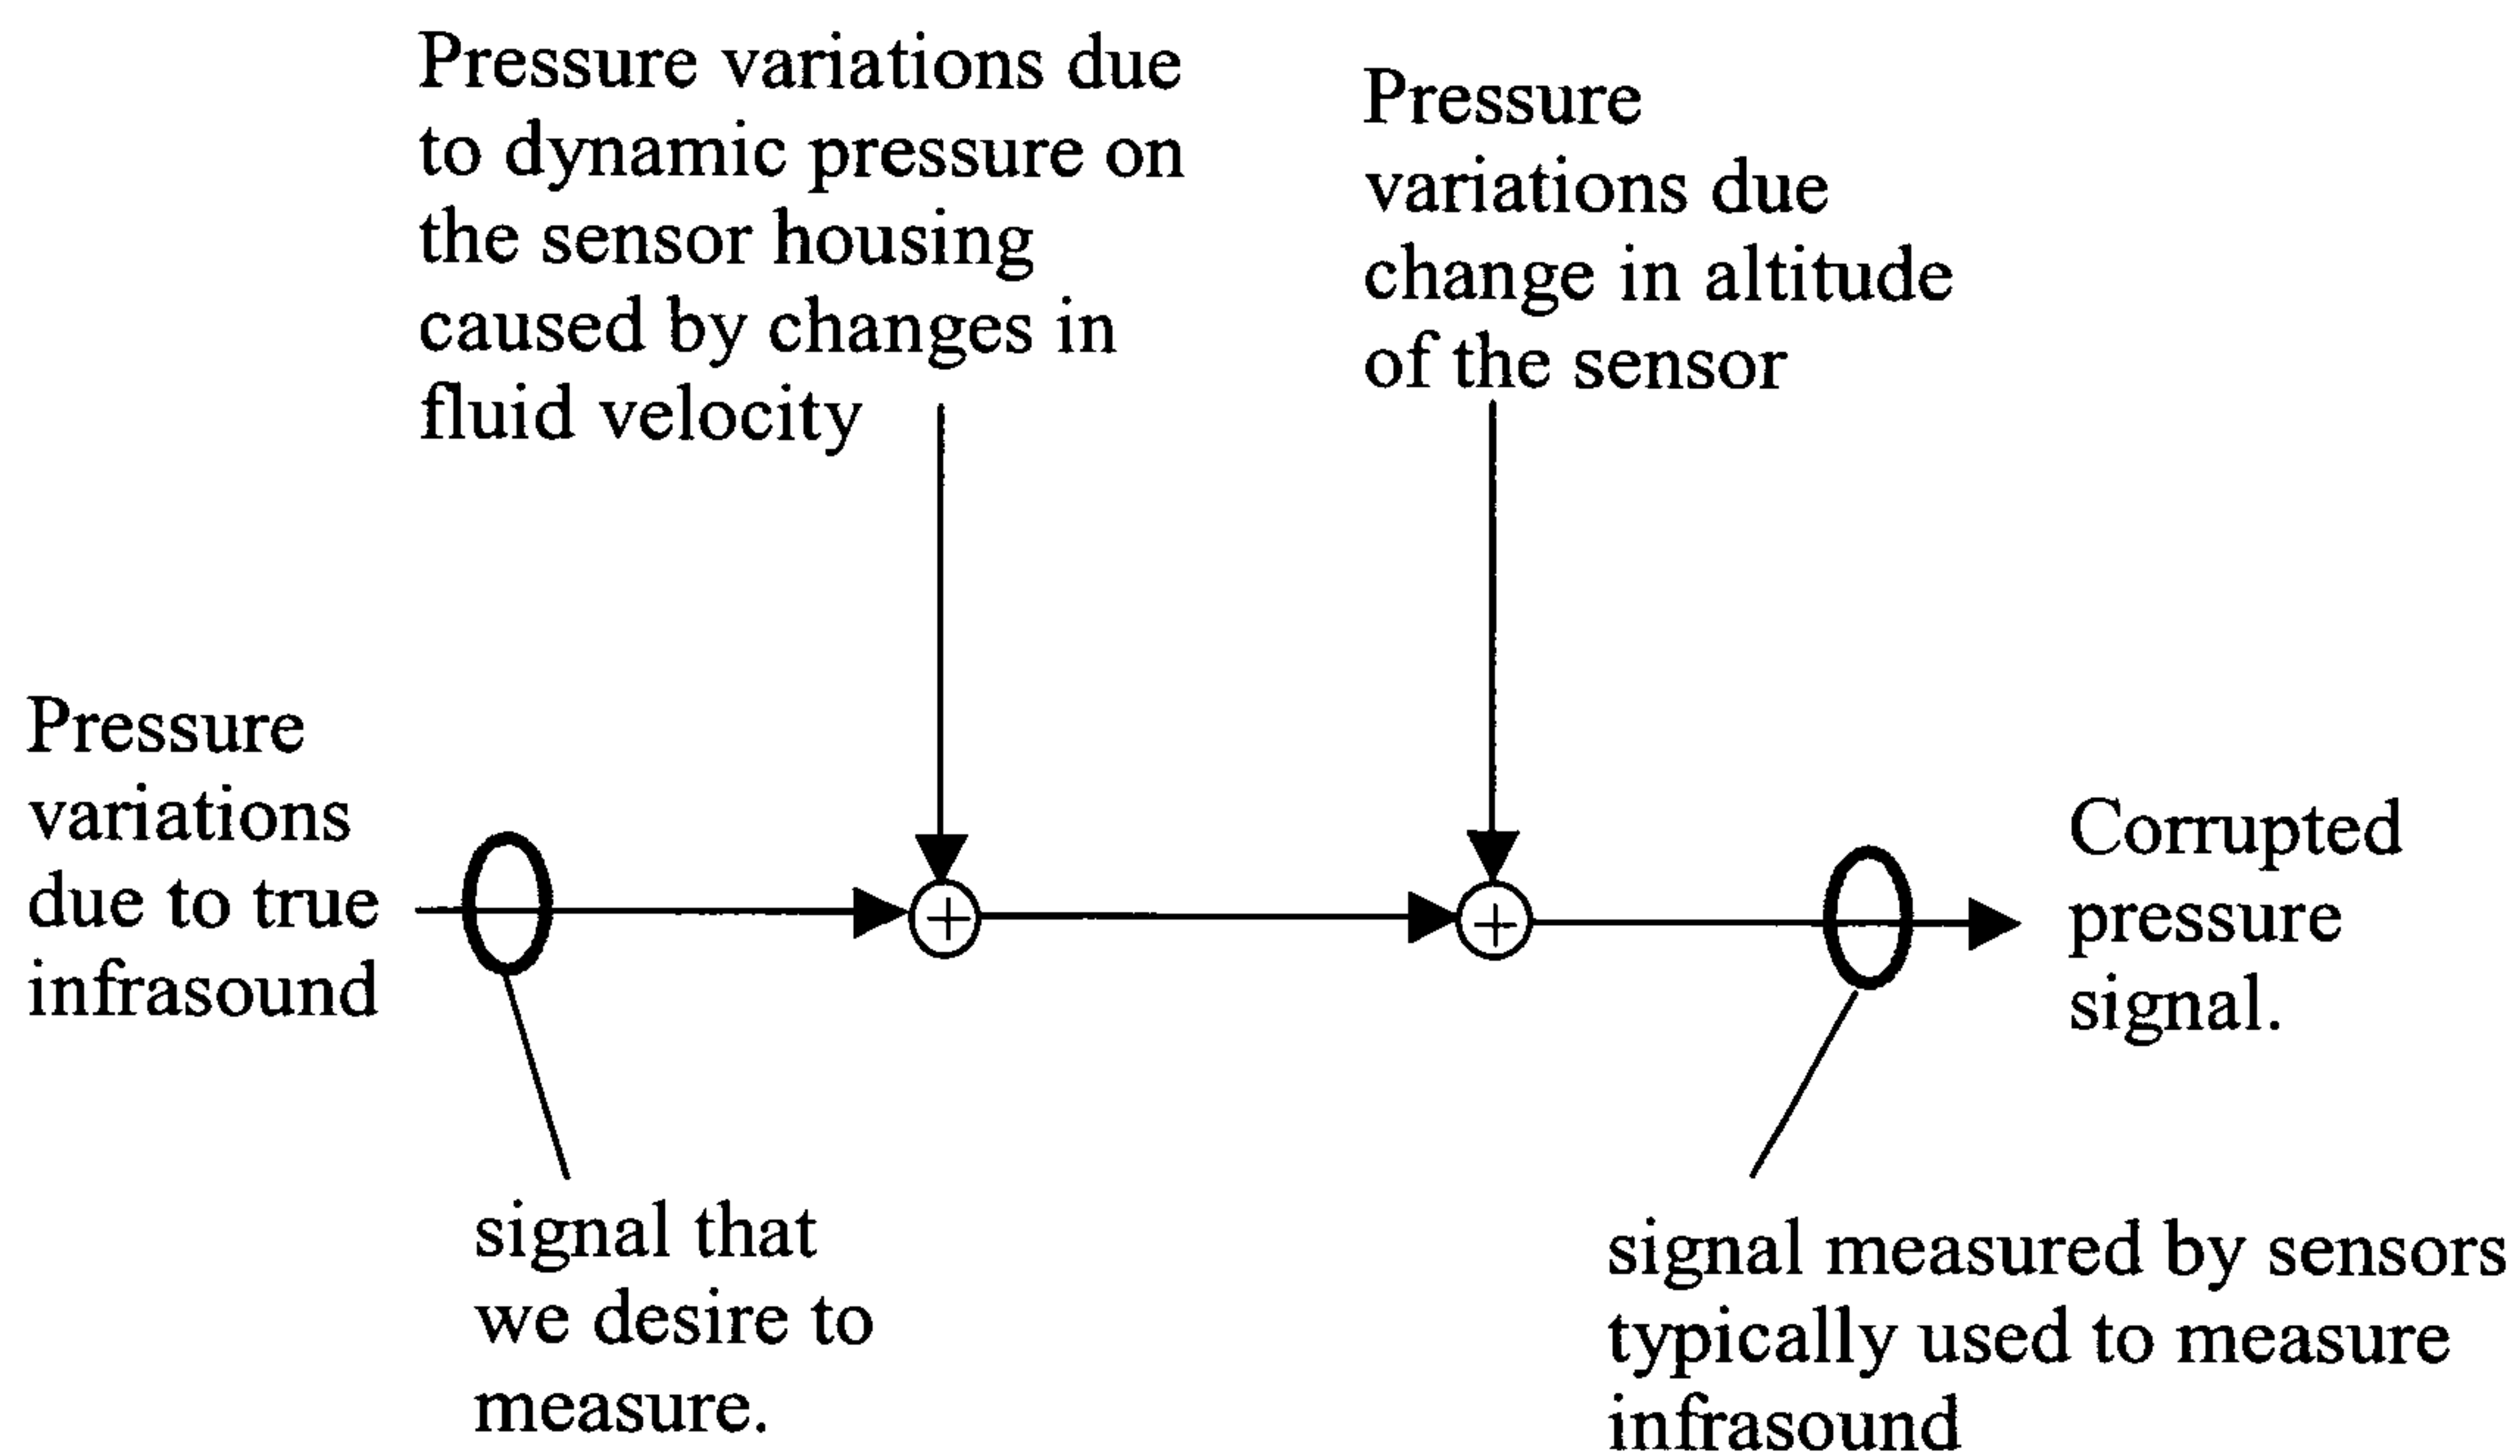 Pressure variations due
to dynamic pressure on
the sensor housing
caused by changes in
fluid velocity
Pressure
variations due
change in altitude
of the sensor
Pressure
variations
due to true
infrasound
+
+
Corrupted
pressure
signal.
signal that
we desire to
measure.
signal measured by sensors
typically used to measure
infrasound